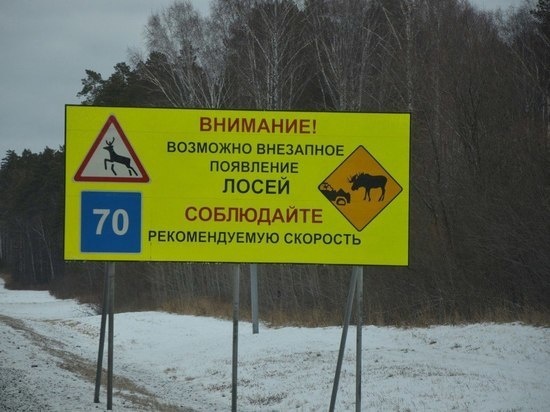 ВНИМАНИЕ!
ВОЗМОЖНО ВНЕЗАПНОЕ
ПОЯВЛЕНИЕ
ЛОСЕЙ
70
СОБЛЮДАЙТЕ
РЕКОМЕНДУЕМУЮ СКОРОСТЬ